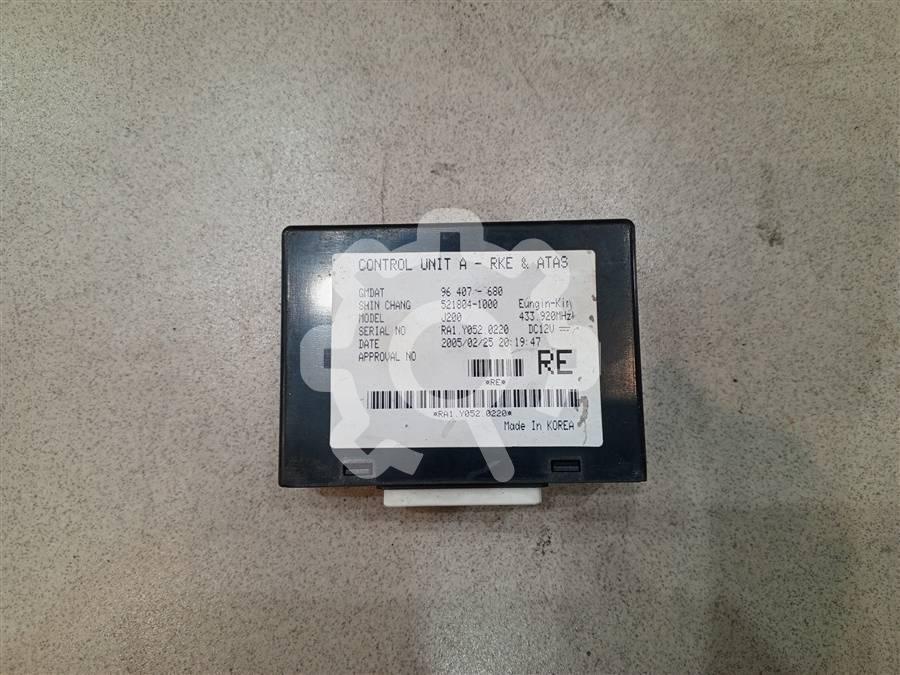 CONTROL UNIT A - RKE & ATAS
GMDAT 96 407 - 680
SHIN CHANG 521804-1000 Eungin-Kin
MODEL J200 433.920MHz
SERIAL NO RA1.Y052.0220 DC12V
DATE 2005/02/25 20:19:47
APPROVAL NO
RE
*RE*
*RA1.Y052.0220*
Made In KOREA